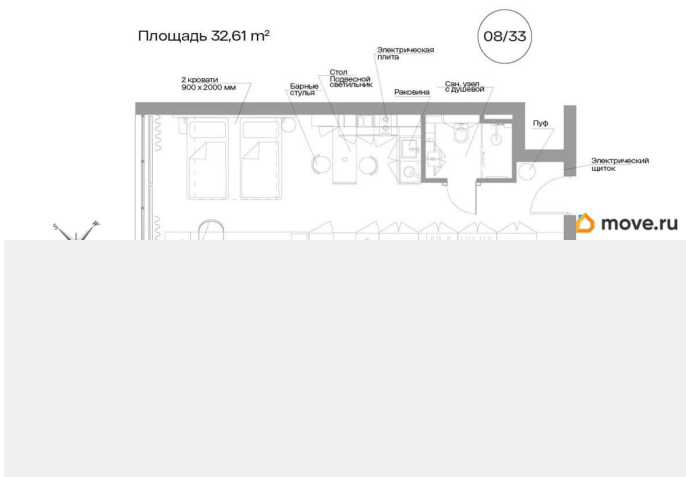 Площадь 32,61 m²
08/33
Электрическая
плита
Стол
Подвесной
светильник
2 кровати
900 x 2000 мм
Барные
стулья
Раковина
Сан. узел
с душевой
Пуф
Электрический
щиток
move.ru